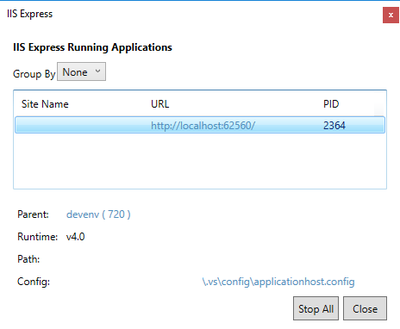 IIS Express
x
IIS Express Running Applications
Group By None
Site Name URL PID
http://localhost:62560/ 2364
Parent: devenv ( 720 )
Runtime: v4.0
Path:
Config: \.vs\config\applicationhost.config
Stop All Close